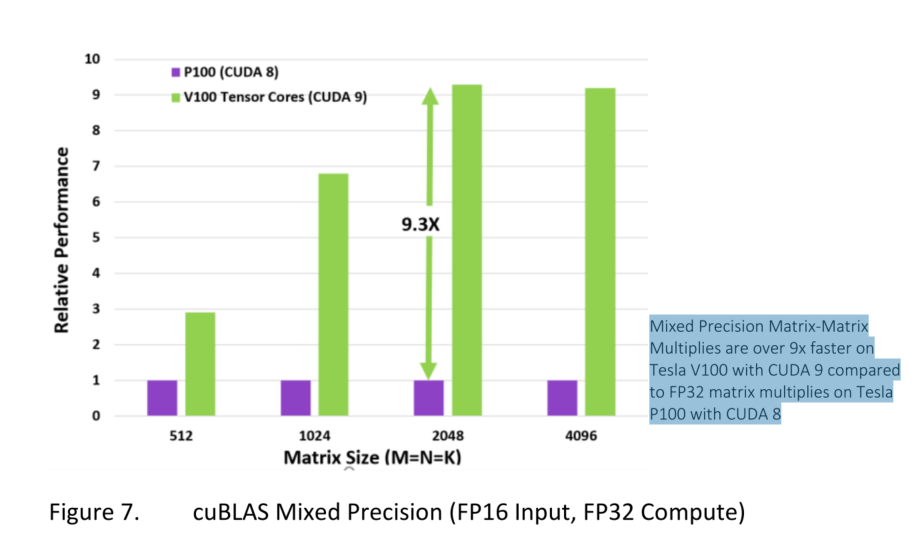 10
P100 (CUDA 8)
V100 Tensor Cores (CUDA 9)
9
8
7
6
9.3X
5
4
3
2
1
0
Relative Performance
512 1024 2048 4096
Matrix Size (M=N=K)
Mixed Precision Matrix-Matrix
Multiplies are over 9x faster on
Tesla V100 with CUDA 9 compared
to FP32 matrix multiplies on Tesla
P100 with CUDA 8
Figure 7. cuBLAS Mixed Precision (FP16 Input, FP32 Compute)